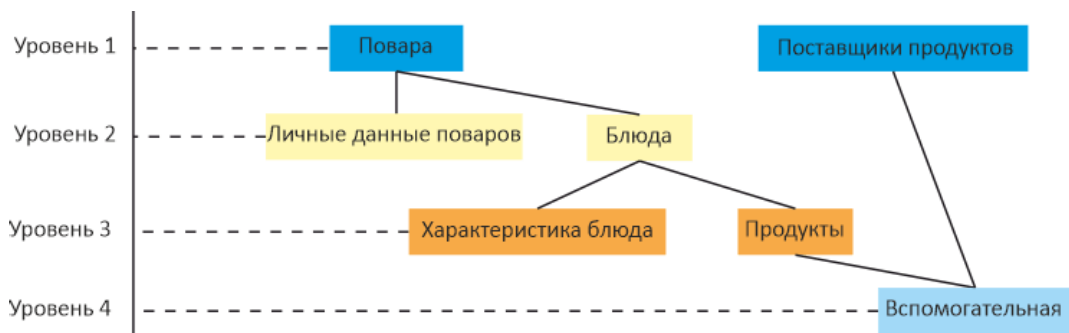 Уровень 1 Повара Поставщики продуктов
Уровень 2 Личные данные поваров Блюда
Уровень 3 Характеристика блюда Продукты
Уровень 4 Вспомогательная